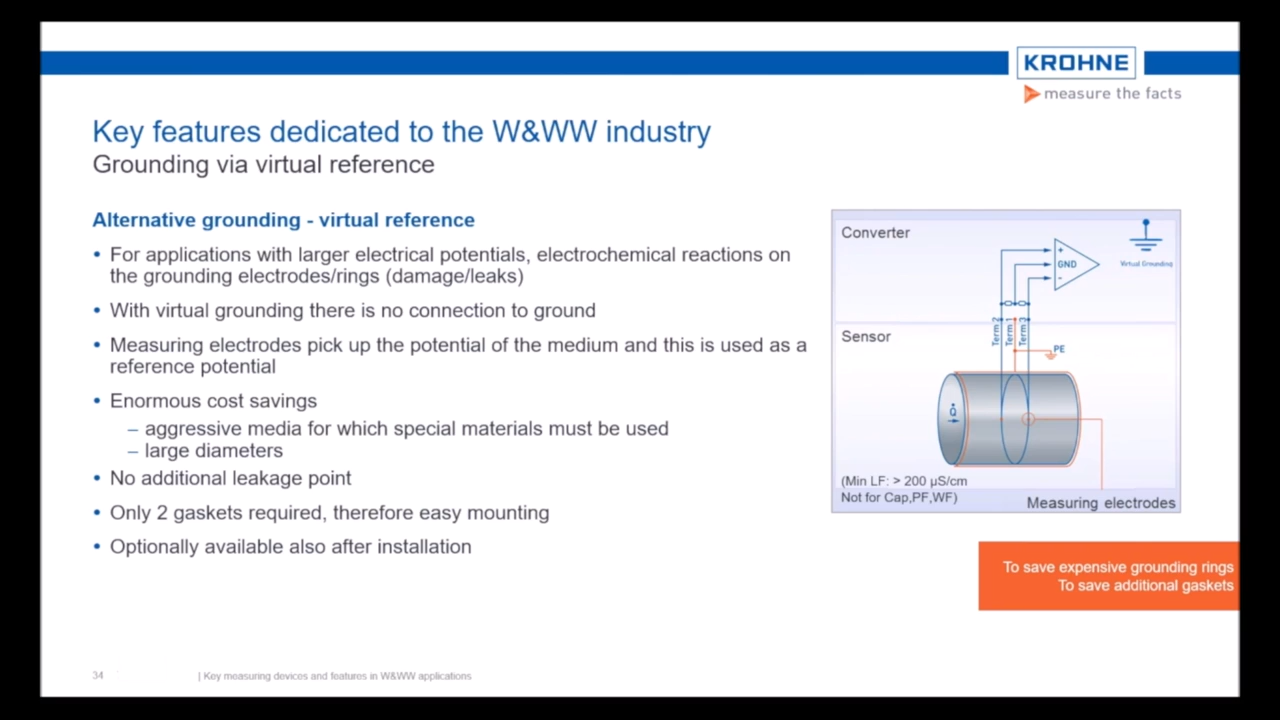 KROHNE
measure the facts
Key features dedicated to the W&WW industry
Grounding via virtual reference
Alternative grounding - virtual reference
• For applications with larger electrical potentials, electrochemical reactions on
the grounding electrodes/rings (damage/leaks)
• With virtual grounding there is no connection to ground
• Measuring electrodes pick up the potential of the medium and this is used as a
reference potential
• Enormous cost savings
– aggressive media for which special materials must be used
– large diameters
• No additional leakage point
• Only 2 gaskets required, therefore easy mounting
• Optionally available also after installation
Converter
+
GND
-
Virtual Grounding
Sensor
Term 2
Term 1
Term 3
PE
Q
(Min LF: > 200 µS/cm
Not for Cap,PF,WF)
Measuring electrodes
To save expensive grounding rings
To save additional gaskets
34
| Key measuring devices and features in W&WW applications